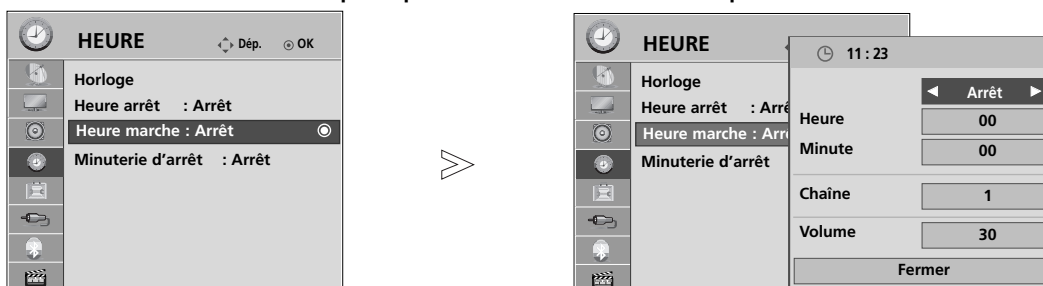 HEURE Dép. OK
Horloge
Heure arrêt : Arrêt
Heure marche : Arrêt
Minuterie d'arrêt : Arrêt
HEURE
Horloge
Heure arrêt : Arrê
Heure marche : Arrê
Minuterie d'arrêt
11 : 23
Arrêt
Heure 00
Minute 00
Chaîne 1
Volume 30
Fermer